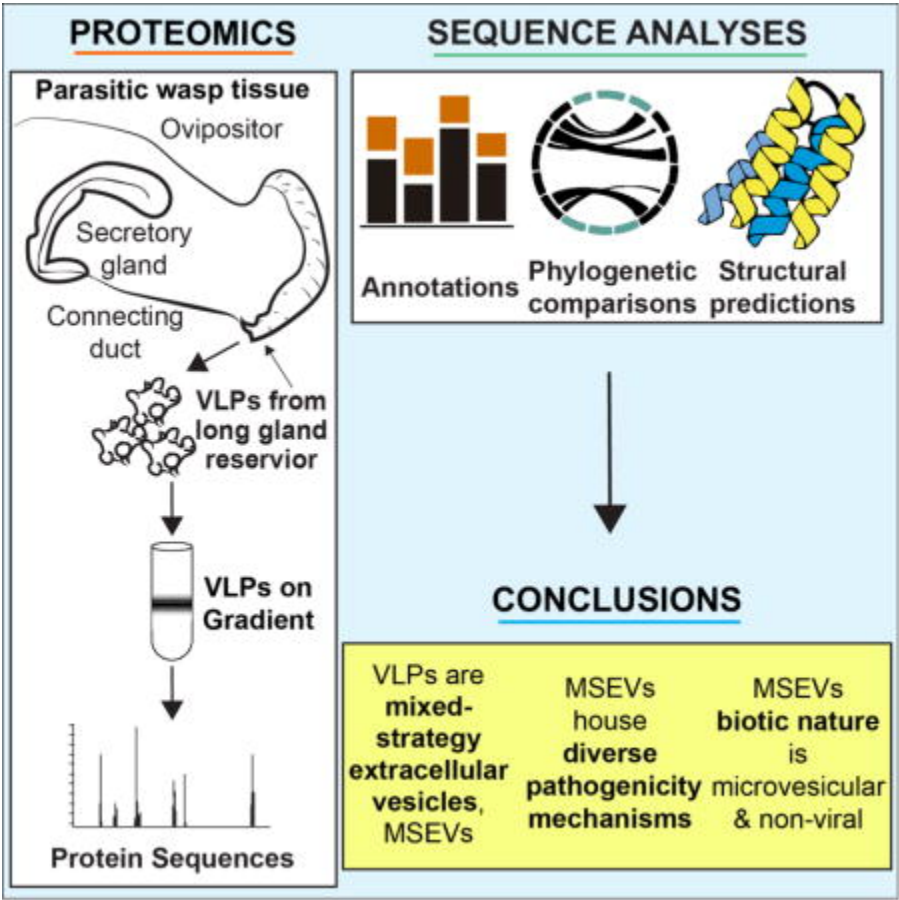 PROTEOMICS
Parasitic wasp tissue
Ovipositor
Secretory
gland
Connecting
duct
VLPs from
long gland
reservior
VLPs on
Gradient
Protein Sequences
SEQUENCE ANALYSES
Annotations
Phylogenetic
comparisons
Structural
predictions
CONCLUSIONS
VLPs are
mixed-
strategy
extracellular
vesicles,
MSEVs
MSEVs
house
diverse
pathogenicity
mechanisms
MSEVs
biotic nature
is
microvesicular
& non-viral